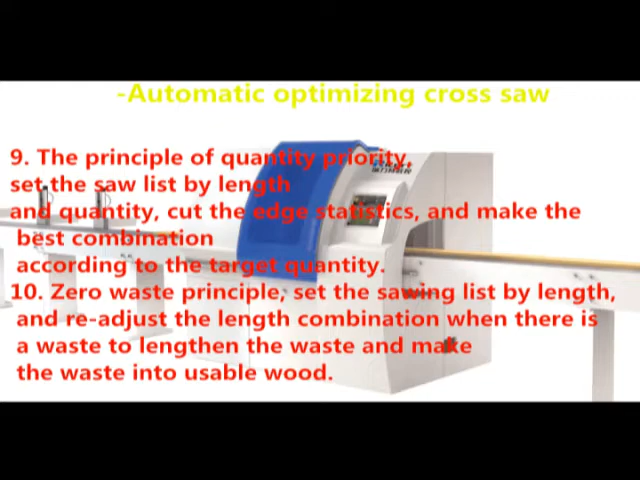 -Automatic optimizing cross saw
9. The principle of quantity priority,
set the saw list by length
and quantity, cut the edge statistics, and make the
best combination
according to the target quantity.
10. Zero waste principle, set the sawing list by length,
and re-adjust the length combination when there is
a waste to lengthen the waste and make
the waste into usable wood.